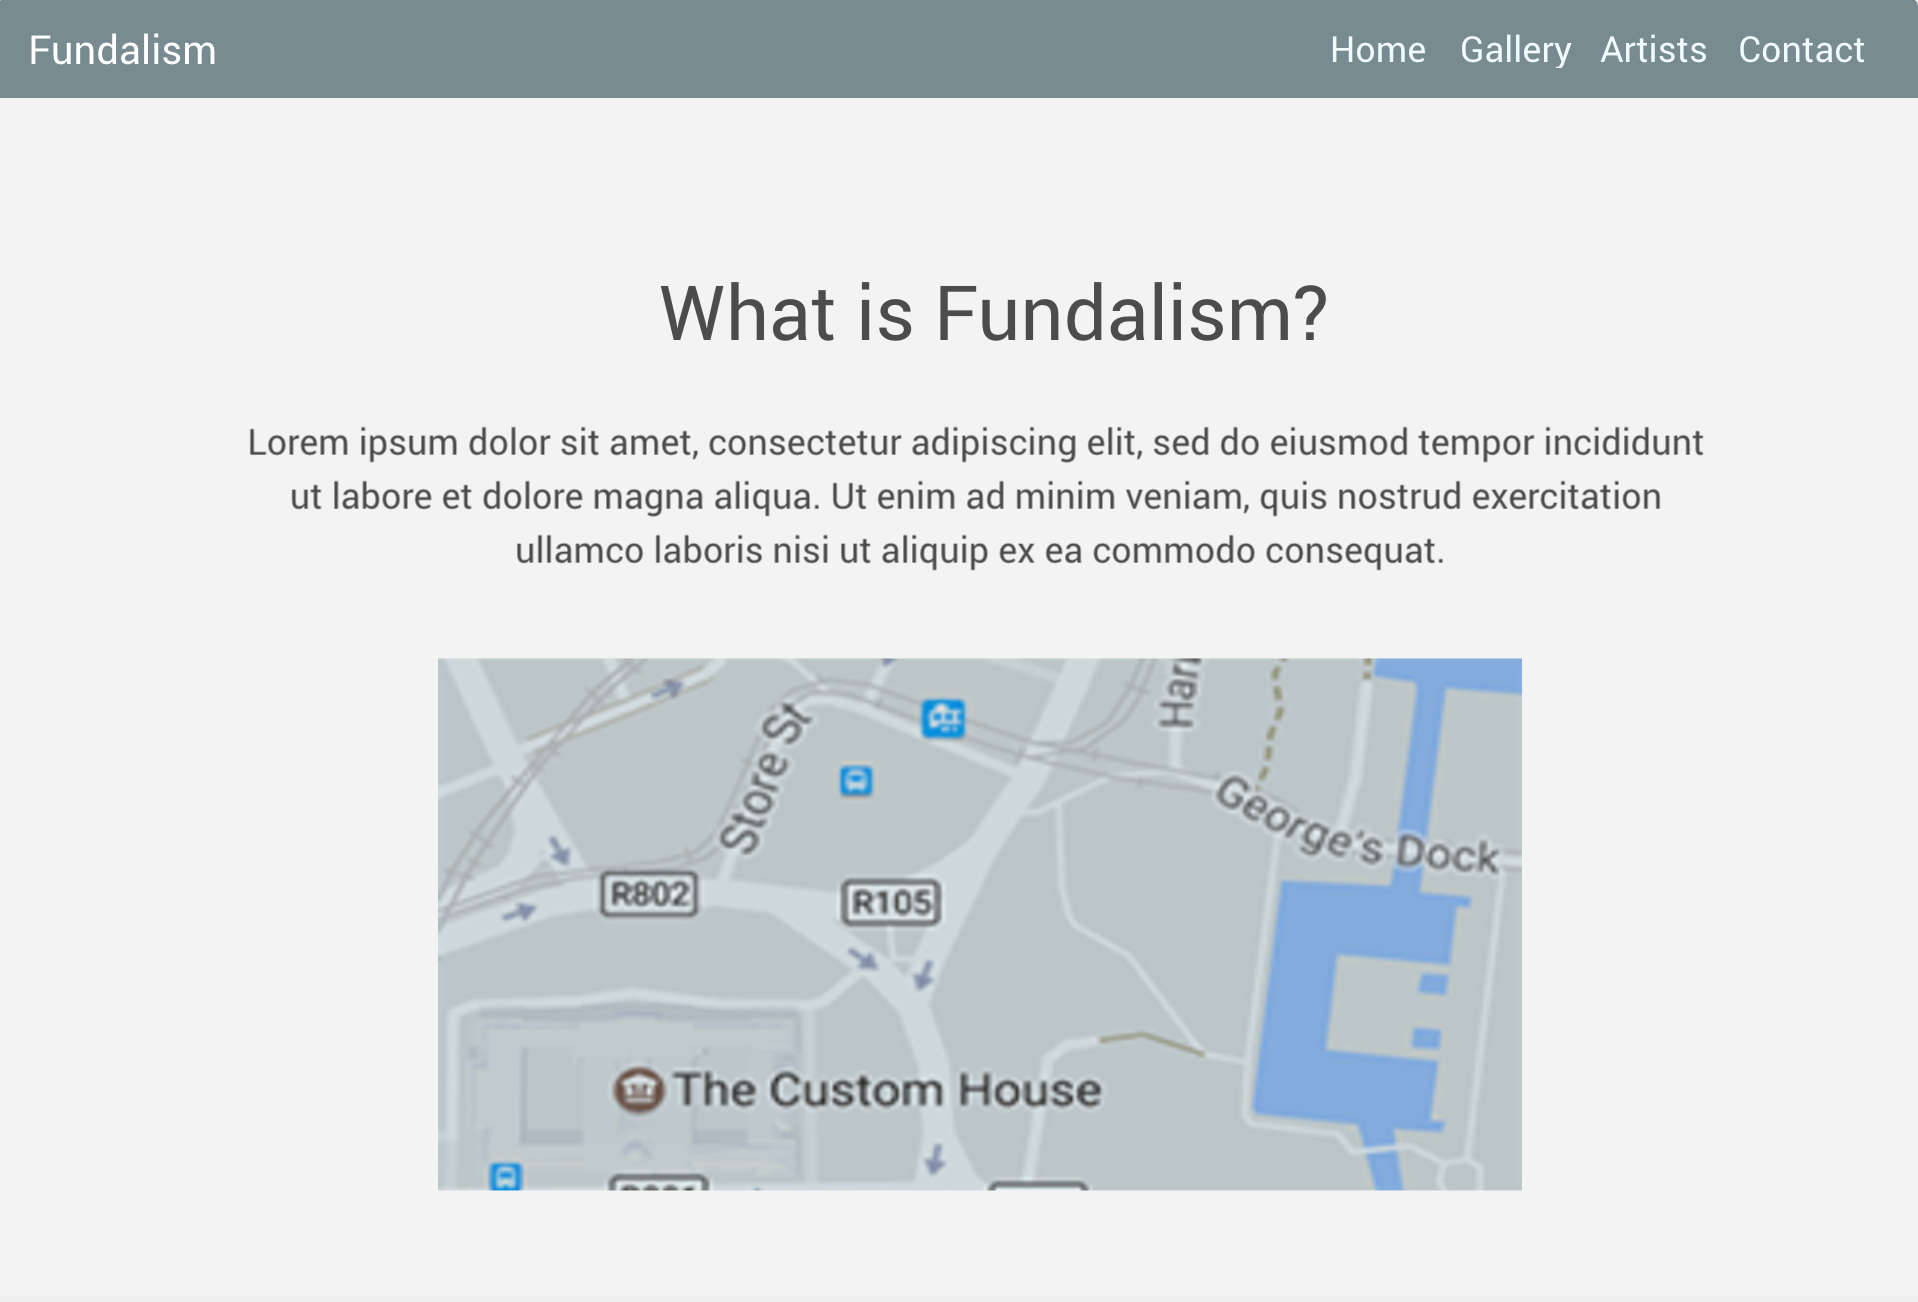 Fundalism
Home Gallery Artists Contact
What is Fundalism?
Lorem ipsum dolor sit amet, consectetur adipiscing elit, sed do eiusmod tempor incididunt
ut labore et dolore magna aliqua. Ut enim ad minim veniam, quis nostrud exercitation
ullamco laboris nisi ut aliquip ex ea commodo consequat.
Store St
George's Dock
R802
R105
The Custom House